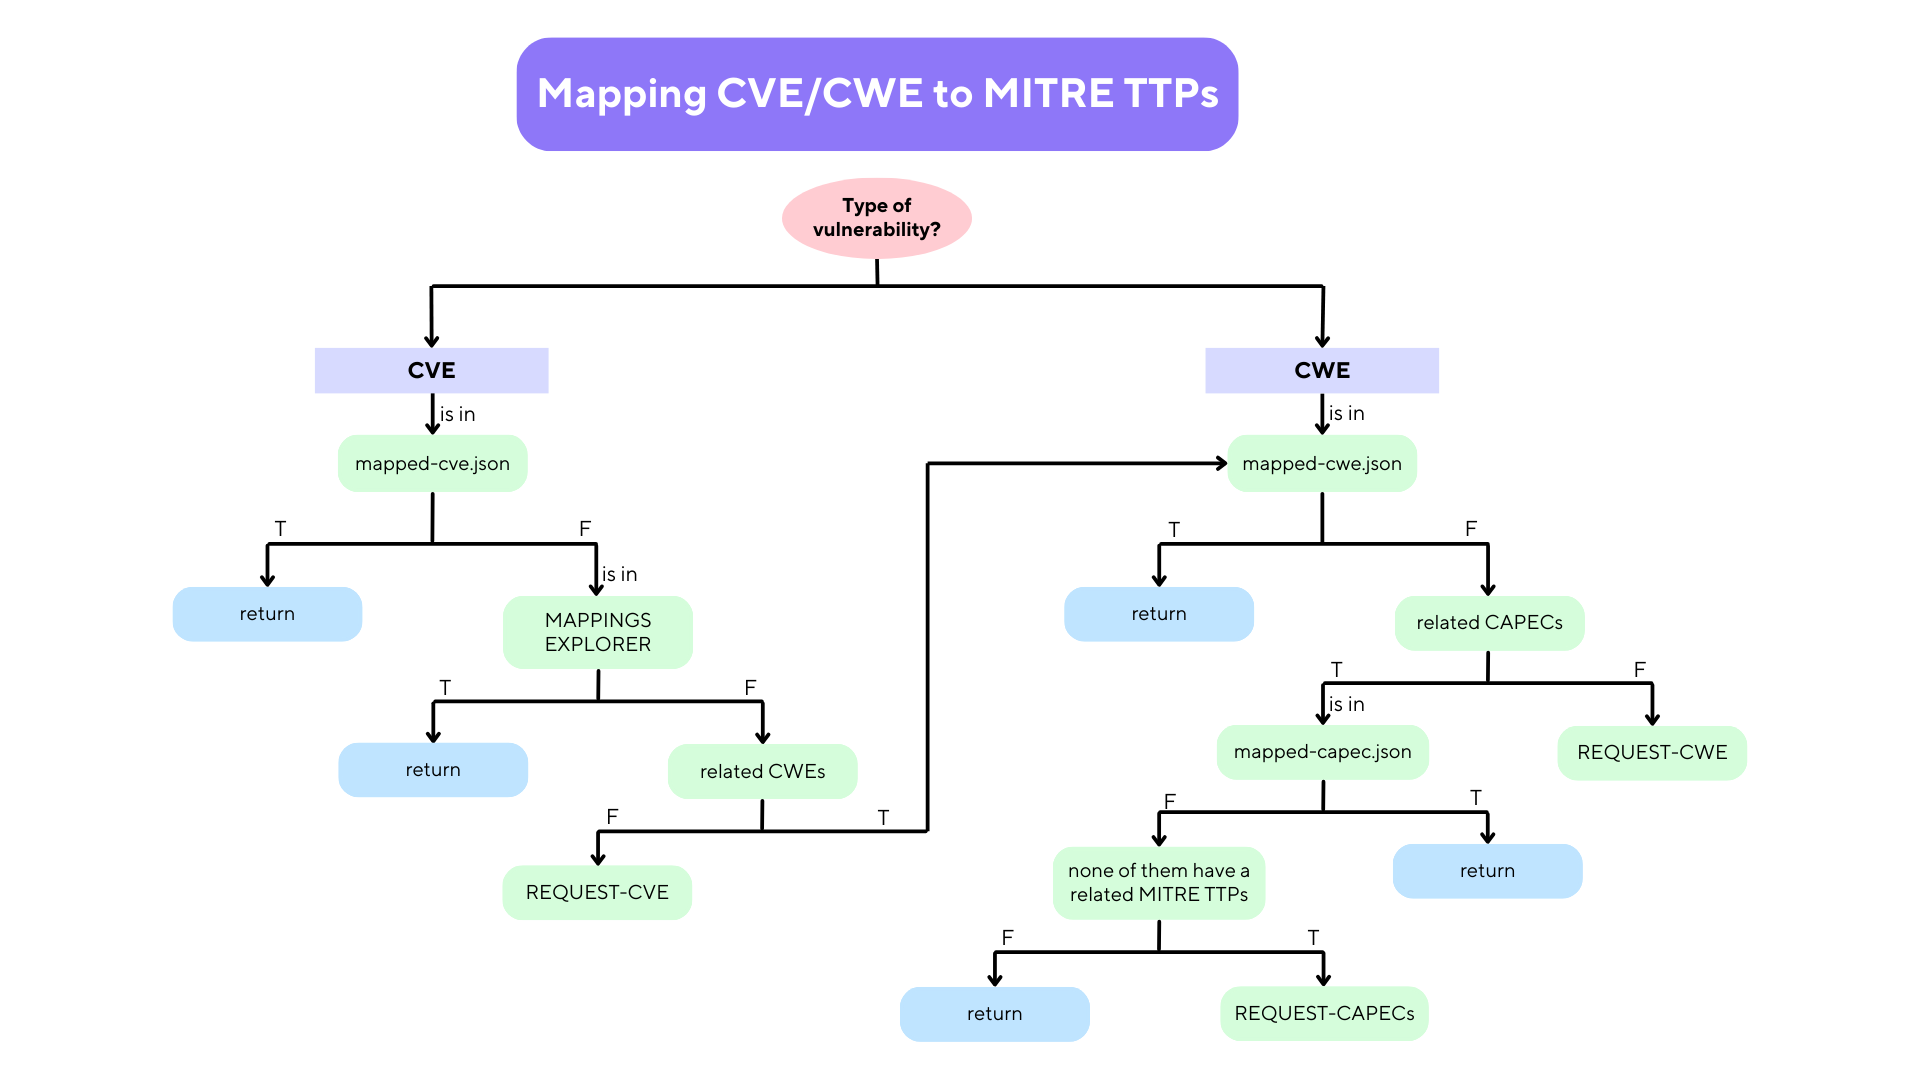 Mapping CVE/CWE to MITRE TTPs
Type of
vulnerability?
CVE
CWE
is in
is in
mapped-cve.json
mapped-cwe.json
T
F
T
F
is in
return
MAPPINGS
EXPLORER
return
related CAPECs
T
F
T
F
is in
return
related CWEs
mapped-capec.json
REQUEST-CWE
F
T
F
T
REQUEST-CVE
none of them have a
related MITRE TTPs
return
F
T
return
REQUEST-CAPECs